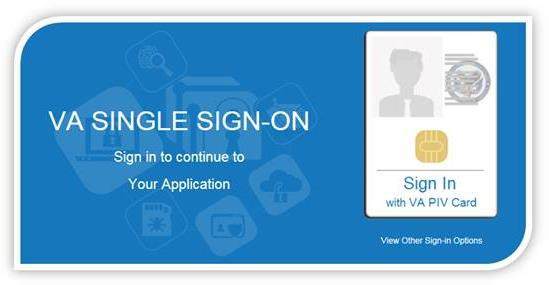 VA SINGLE SIGN-ON
Sign in to continue to
Your Application
Sign In
with VA PIV Card
View Other Sign-in Options